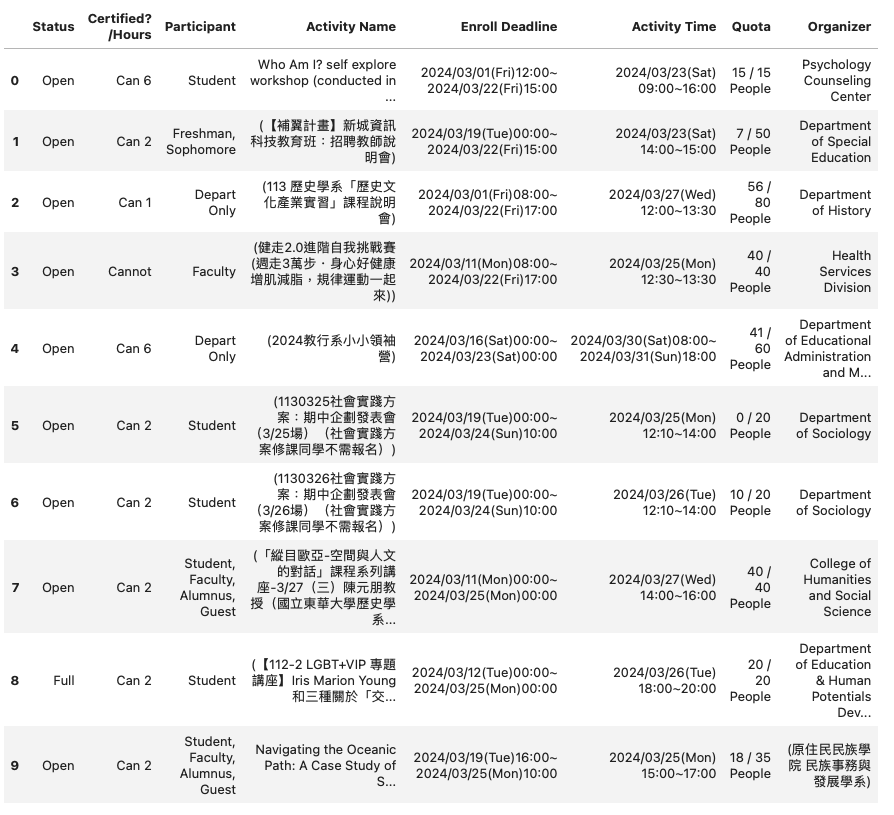 Status Certified? /Hours Participant Activity Name Enroll Deadline Activity Time Quota Organizer
0 Open Can 6 Student Who Am I? self explore workshop (conducted in ... 2024/03/01(Fri)12:00~ 2024/03/22(Fri)15:00 2024/03/23(Sat) 09:00~16:00 15 / 15 People Psychology Counseling Center
1 Open Can 2 Freshman, Sophomore (【補翼計畫】新城資訊科技教育班：招聘教師說明會) 2024/03/19(Tue)00:00~ 2024/03/22(Fri)15:00 2024/03/23(Sat) 14:00~15:00 7 / 50 People Department of Special Education
2 Open Can 1 Depart Only (113 歷史學系「歷史文化產業實習」課程說明會) 2024/03/01(Fri)08:00~ 2024/03/22(Fri)17:00 2024/03/27(Wed) 12:00~13:30 56 / 80 People Department of History
3 Open Cannot Faculty (健走2.0進階自我挑戰賽(週走3萬步．身心好健康 增肌減脂，規律運動一起來)) 2024/03/11(Mon)08:00~ 2024/03/22(Fri)17:00 2024/03/25(Mon) 12:30~13:30 40 / 40 People Health Services Division
4 Open Can 6 Depart Only (2024教行系小小領袖營) 2024/03/16(Sat)00:00~ 2024/03/23(Sat)00:00 2024/03/30(Sat)08:00~ 2024/03/31(Sun)18:00 41 / 60 People Department of Educational Administration and M...
5 Open Can 2 Student (1130325社會實踐方案：期中企劃發表會（3/25場）（社會實踐方案修課同學不需報名）) 2024/03/19(Tue)00:00~ 2024/03/24(Sun)10:00 2024/03/25(Mon) 12:10~14:00 0 / 20 People Department of Sociology
6 Open Can 2 Student (1130326社會實踐方案：期中企劃發表會（3/26場）（社會實踐方案修課同學不需報名）) 2024/03/19(Tue)00:00~ 2024/03/24(Sun)10:00 2024/03/26(Tue) 12:10~14:00 10 / 20 People Department of Sociology
7 Open Can 2 Student, Faculty, Alumnus, Guest (「縱目歐亞-空間與人文的對話」課程系列講座-3/27（三）陳元朋教授（國立東華大學歷史學系... 2024/03/11(Mon)00:00~ 2024/03/25(Mon)00:00 2024/03/27(Wed) 14:00~16:00 40 / 40 People College of Humanities and Social Science
8 Full Can 2 Student (【112-2 LGBT+VIP 專題講座】Iris Marion Young 和三種關於「交... 2024/03/12(Tue)00:00~ 2024/03/25(Mon)00:00 2024/03/26(Tue) 18:00~20:00 20 / 20 People Department of Education & Human Potentials Dev...
9 Open Can 2 Student, Faculty, Alumnus, Guest Navigating the Oceanic Path: A Case Study of S... 2024/03/19(Tue)16:00~ 2024/03/25(Mon)10:00 2024/03/25(Mon) 15:00~17:00 18 / 35 People (原住民民族學院 民族事務與發展學系)